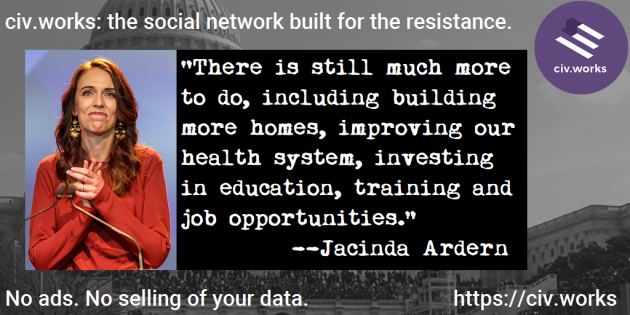 civ.works: the social network built for the resistance.
civ.works
"There is still much more
to do, including building
more homes, improving our
health system, investing
in education, training and
job opportunities."
--Jacinda Ardern
No ads. No selling of your data.
https://civ.works